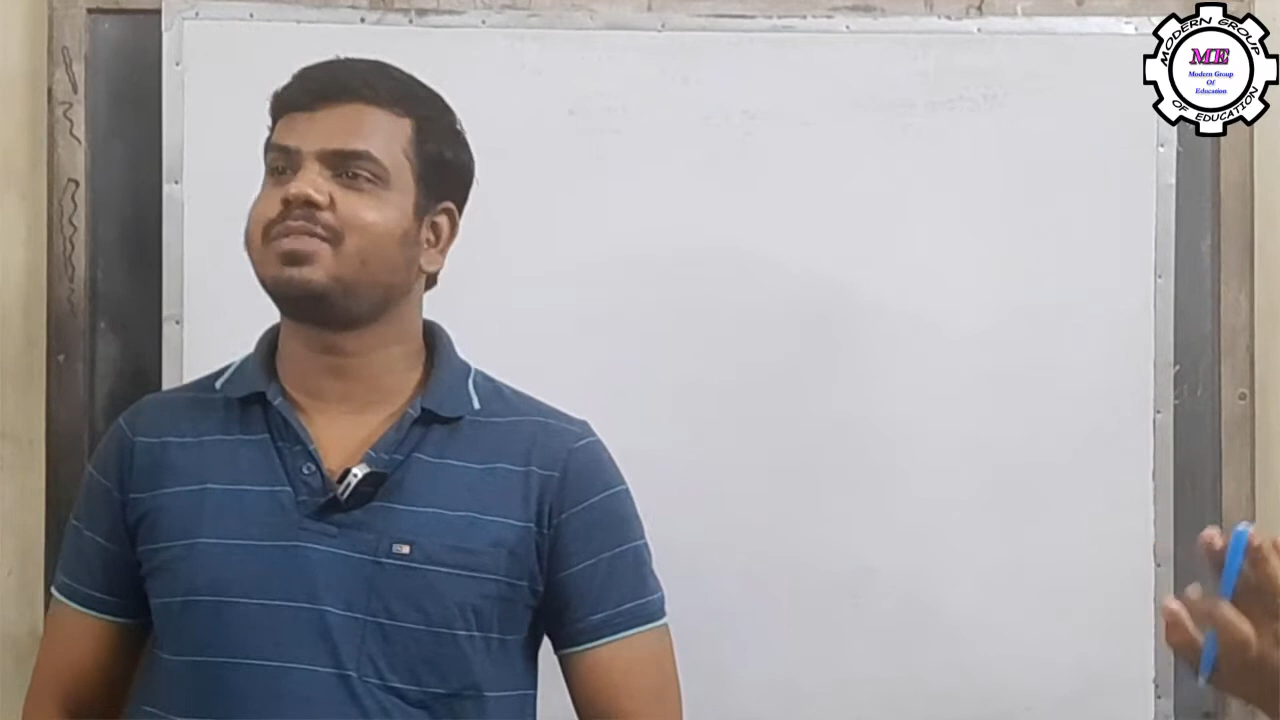 MODERN GROUP
ME
Modern Group
Of
Education
OF EDUCATION